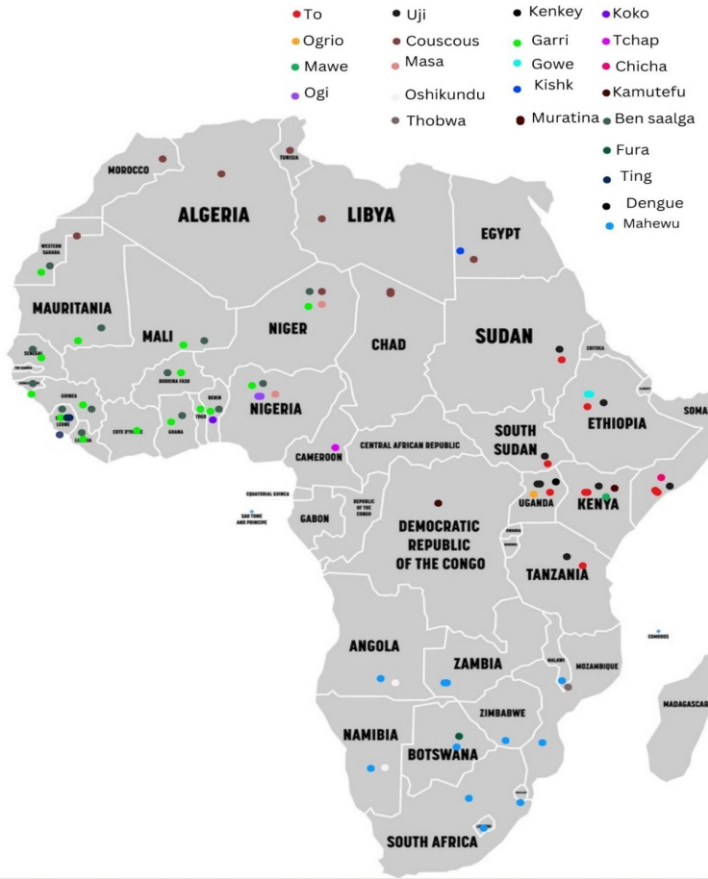 To
Uji
Kenkey
Koko
Ogrio
Couscous
Garri
Tchap
Mawe
Masa
Gowe
Chicha
Ogi
Oshikundu
Kishk
Kamutefu
Thobwa
Muratina
Ben saalga
Fura
Ting
Dengue
Mahewu
MOROCCO
TUNISIA
ALGERIA
LIBYA
EGYPT
WESTERN
SAHARA
MAURITANIA
MALI
NIGER
CHAD
SUDAN
ERITREA
SENEGAL
BURKINA FASO
GUINEA
BENIN
NIGERIA
ETHIOPIA
SOMA
LEONE
GHANA
TOGO
CAMEROON
CENTRAL AFRICAN REPUBLIC
SOUTH
SUDAN
EQUATORIAL GUINEA
SAO TOME
AND PRINCIPE
GABON
REPUBLIC
OF THE
CONGO
DEMOCRATIC
REPUBLIC
OF THE CONGO
UGANDA
KENYA
TANZANIA
COMOROS
ANGOLA
ZAMBIA
MALAWI
MOZAMBIQUE
MADAGASCAR
ZIMBABWE
NAMIBIA
BOTSWANA
SOUTH AFRICA